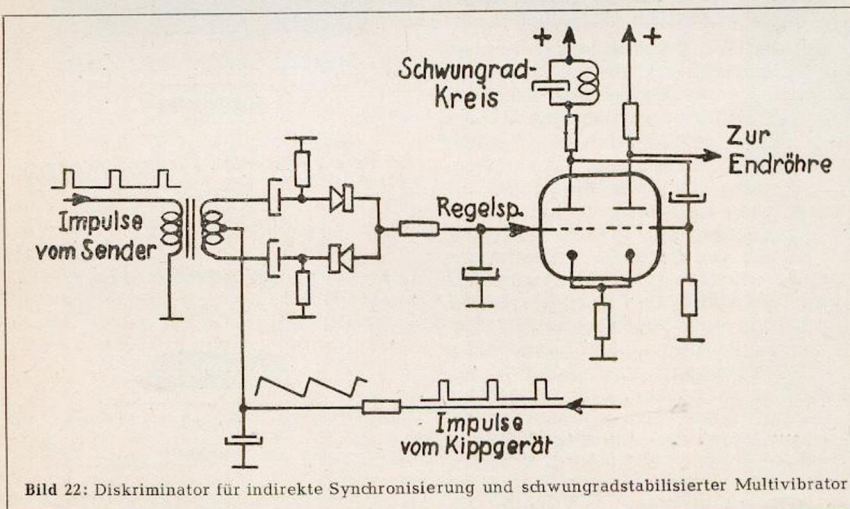 + +
Schwungrad-
Kreis
Zur
Endröhre
Impulse
vom Sender
Regelsp.
Impulse
vom Kippgerät
Bild 22: Diskriminator für indirekte Synchronisierung und schwungradstabilisierter Multivibrator